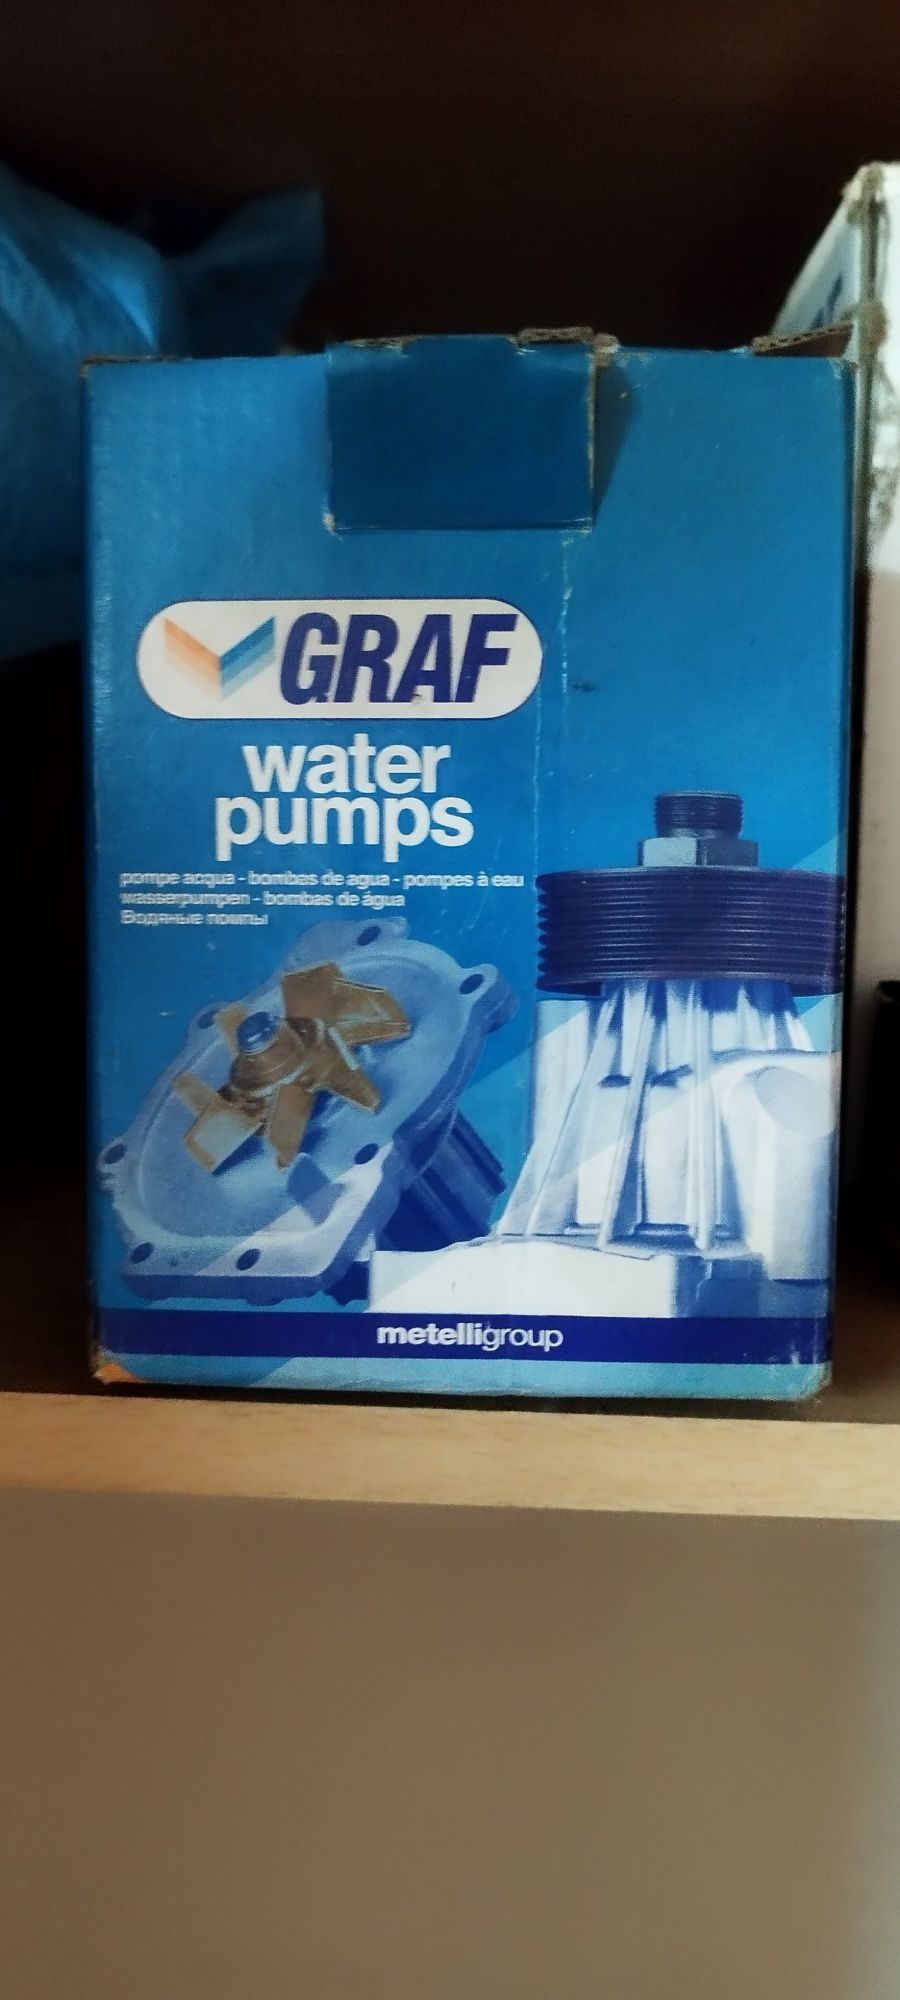 GRAF
water
pumps
pompe acqua - bombas de agua - pompes à eau
wasserpumpen - bombas de água
Водяные помпы
metelligroup